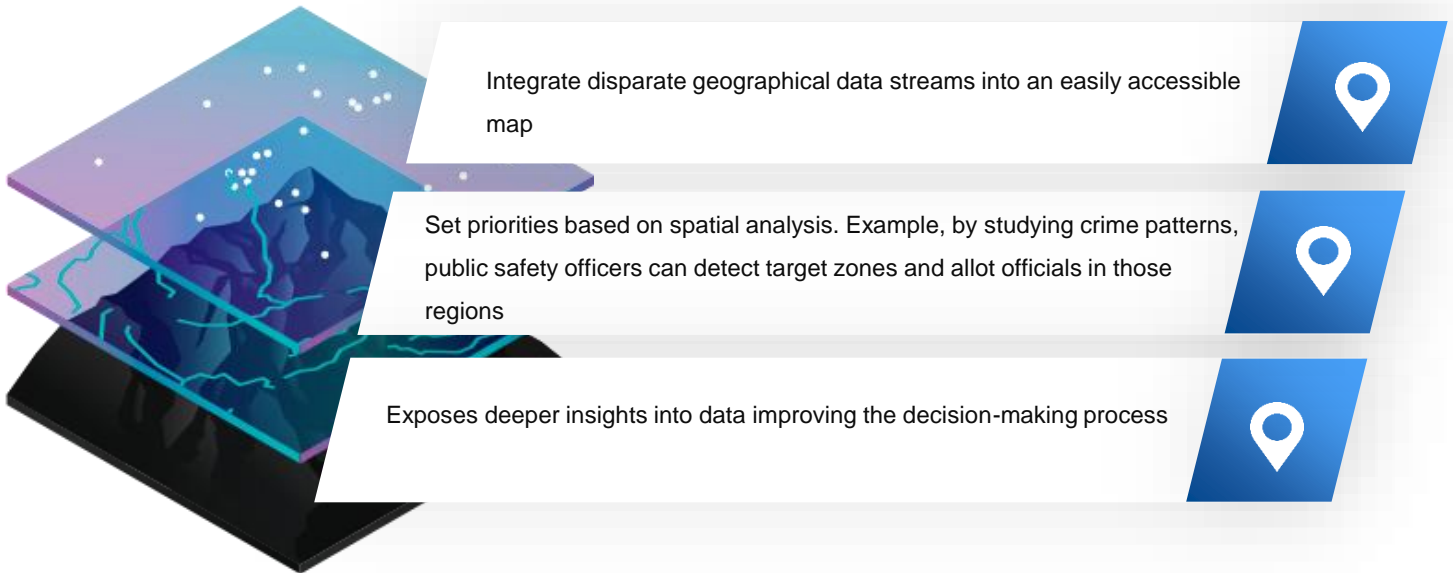 Integrate disparate geographical data streams into an easily accessible
map
Set priorities based on spatial analysis. Example, by studying crime patterns,
public safety officers can detect target zones and allot officials in those
regions
Exposes deeper insights into data improving the decision-making process